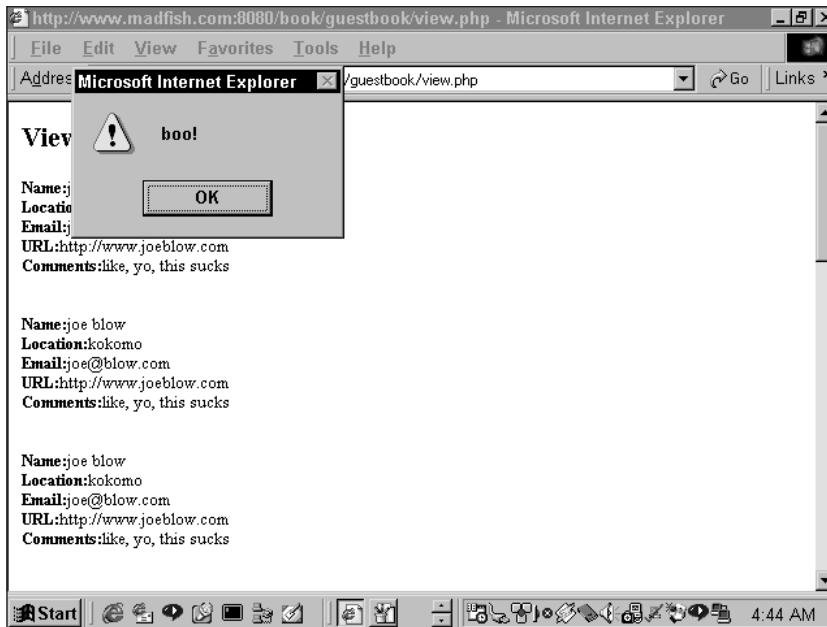 http://www.madfish.com:8080/book/guestbook/view.php - Microsoft Internet Explorer
File Edit View Favorites Tools Help
Addres /guestbook/view.php Go Links
Microsoft Internet Explorer
boo!
OK
View
Name:j
Locatio
Email:j
URL:http://www.joeblow.com
Comments:like, yo, this sucks
Name:joe blow
Location:kokomo
Email:joe@blow.com
URL:http://www.joeblow.com
Comments:like, yo, this sucks
Name:joe blow
Location:kokomo
Email:joe@blow.com
URL:http://www.joeblow.com
Comments:like, yo, this sucks
Start 4:44 AM